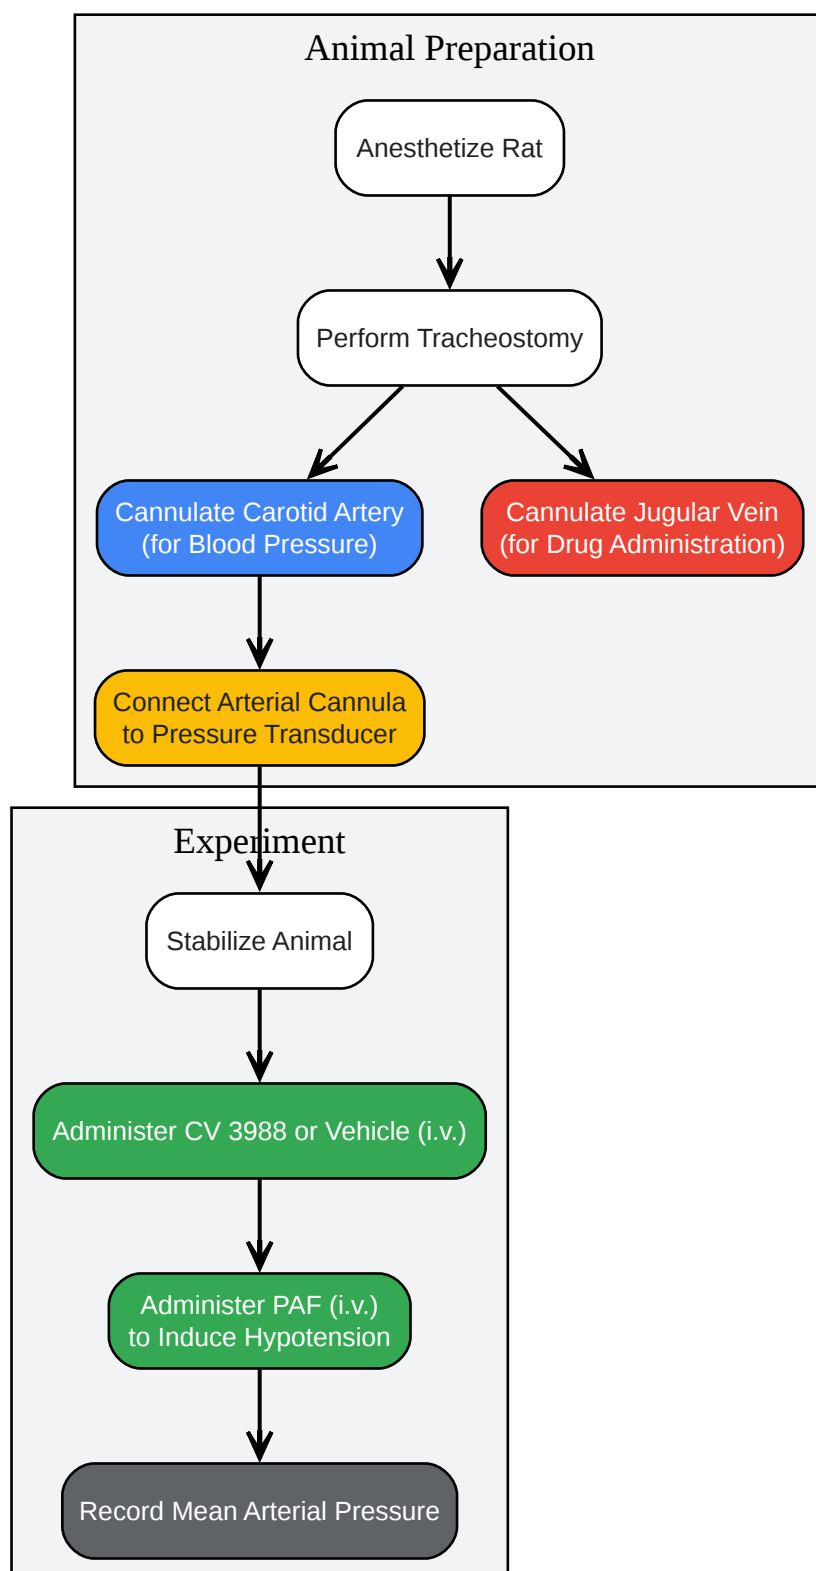 Animal Preparation
Anesthetize Rat
Perform Tracheostomy
Cannulate Carotid Artery
(for Blood Pressure)
Cannulate Jugular Vein
(for Drug Administration)
Connect Arterial Cannula
to Pressure Transducer
Experiment
Stabilize Animal
Administer CV 3988 or Vehicle (i.v.)
Administer PAF (i.v.)
to Induce Hypotension
Record Mean Arterial Pressure